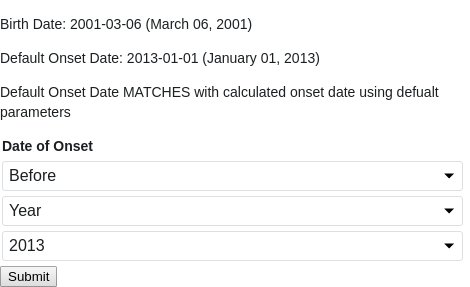 Birth Date: 2001-03-06 (March 06, 2001)
Default Onset Date: 2013-01-01 (January 01, 2013)
Default Onset Date MATCHES with calculated onset date using defualt
parameters
Date of Onset
Before
Year
2013
Submit